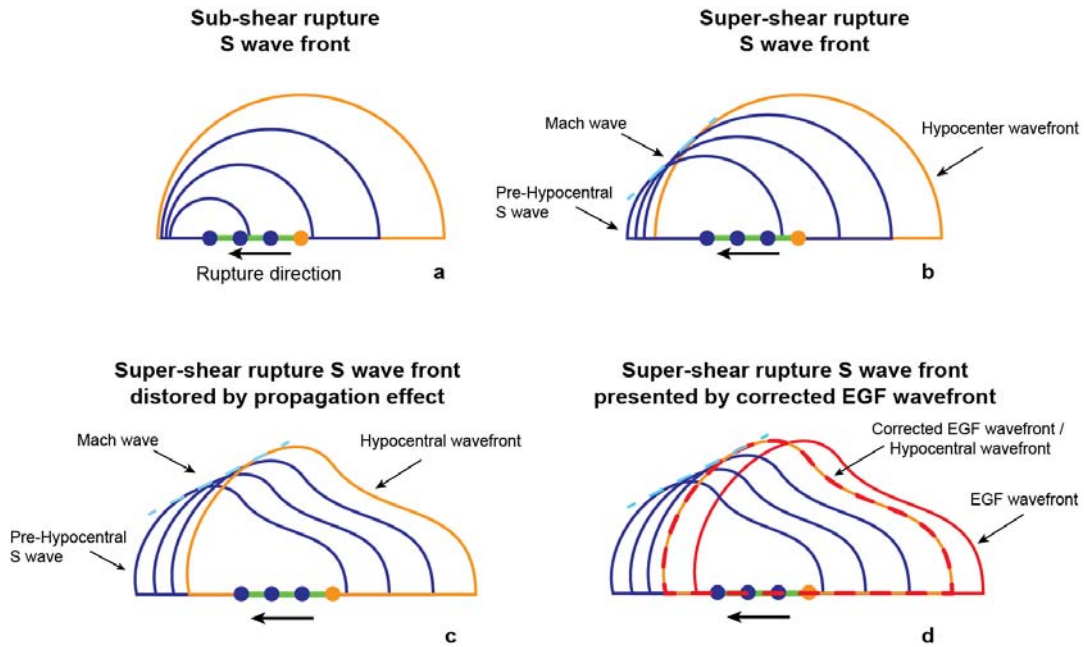 Sub-shear rupture
S wave front
Super-shear rupture
S wave front
Mach wave
Hypocenter wavefront
Pre-Hypocentral
S wave
Rupture direction
a
b
Super-shear rupture S wave front
distored by propagation effect
Super-shear rupture S wave front
presented by corrected EGF wavefront
Mach wave
Hypocentral wavefront
Corrected EGF wavefront /
Hypocentral wavefront
EGF wavefront
Pre-Hypocentral
S wave
c
d